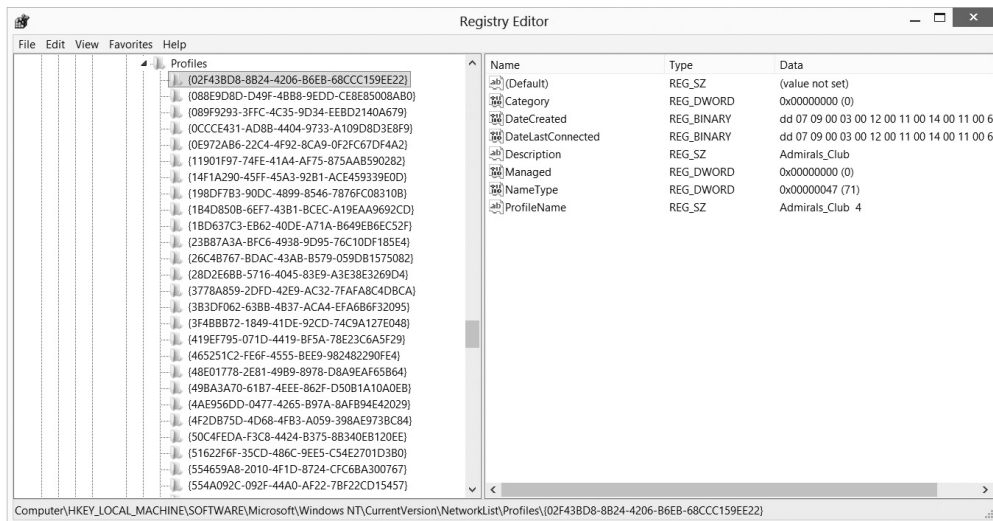 Registry Editor
File Edit View Favorites Help
Profiles
{02F43BD8-8B24-4206-B6EB-68CCC159EE22}
{088E9D8D-D49F-4BB8-9EDD-CE8E85008AB0}
{089F9293-3FFC-4C35-9D34-EEBD2140A679}
{0CCCE431-AD8B-4404-9733-A109D8D3E8F9}
{0E972AB6-22C4-4F92-8CA9-0F2FC67DF4A2}
{11901F97-74FE-41A4-AF75-875AAB590282}
{14F1A290-45FF-45A3-92B1-ACE459339E0D}
{198DF7B3-90DC-4899-8546-7876FC08310B}
{1B4D850B-6EF7-43B1-BCEC-A19EAA9692CD}
{1BD637C3-EB62-40DE-A71A-B649EB6EC52F}
{23B87A3A-BFC6-4938-9D95-76C10DF185E4}
{26C4B767-BDAC-43AB-B579-059DB1575082}
{28D2E6BB-5716-4045-83E9-A3E38E3269D4}
{3778A859-2DFD-42E9-AC32-7FAFA8C4DBCA}
{3B3DF062-63BB-4B37-ACA4-EFA6B6F32095}
{3F4BBB72-1849-41DE-92CD-74C9A127E048}
{419EF795-071D-4419-BF5A-78E23C6A5F29}
{465251C2-FE6F-4555-BEE9-982482290FE4}
{48E01778-2E81-49B9-8978-D8A9EAF65B64}
{49BA3A70-61B7-4EEE-862F-D50B1A10A0EB}
{4AE956DD-0477-4265-B97A-8AFB94E42029}
{4F2DB75D-4D68-4FB3-A059-398AE973BC84}
{50C4FEDA-F3C8-4424-B375-8B340EB120EE}
{51622F6F-35CD-486C-9EE5-C54E2701D3B0}
{554659A8-2010-4F1D-8724-CFC6BA300767}
{554A092C-092F-44A0-AF22-7BF22CD15457}
Name Type Data
(Default) REG_SZ (value not set)
Category REG_DWORD 0x00000000 (0)
DateCreated REG_BINARY dd 07 09 00 03 00 12 00 11 00 14 00 11 00 6
DateLastConnected REG_BINARY dd 07 09 00 03 00 12 00 11 00 14 00 11 00 6
Description REG_SZ Admirals_Club
Managed REG_DWORD 0x00000000 (0)
NameType REG_DWORD 0x00000047 (71)
ProfileName REG_SZ Admirals_Club 4
Computer\HKEY_LOCAL_MACHINE\SOFTWARE\Microsoft\Windows NT\CurrentVersion\NetworkList\Profiles\{02F43BD8-8B24-4206-B6EB-68CCC159EE22}